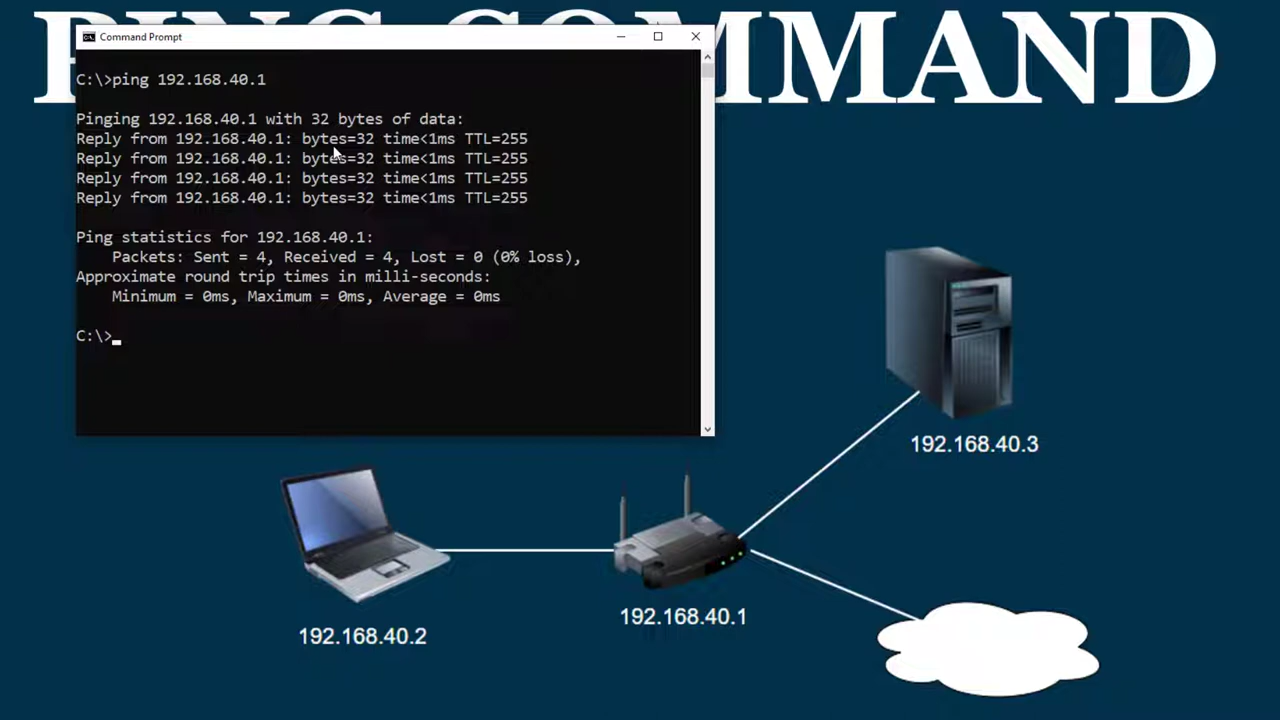 PING COMMAND
Command Prompt
C:\>ping 192.168.40.1
Pinging 192.168.40.1 with 32 bytes of data:
Reply from 192.168.40.1: bytes=32 time<1ms TTL=255
Reply from 192.168.40.1: bytes=32 time<1ms TTL=255
Reply from 192.168.40.1: bytes=32 time<1ms TTL=255
Reply from 192.168.40.1: bytes=32 time<1ms TTL=255
Ping statistics for 192.168.40.1:
Packets: Sent = 4, Received = 4, Lost = 0 (0% loss),
Approximate round trip times in milli-seconds:
Minimum = 0ms, Maximum = 0ms, Average = 0ms
C:\>
192.168.40.3
192.168.40.1
192.168.40.2